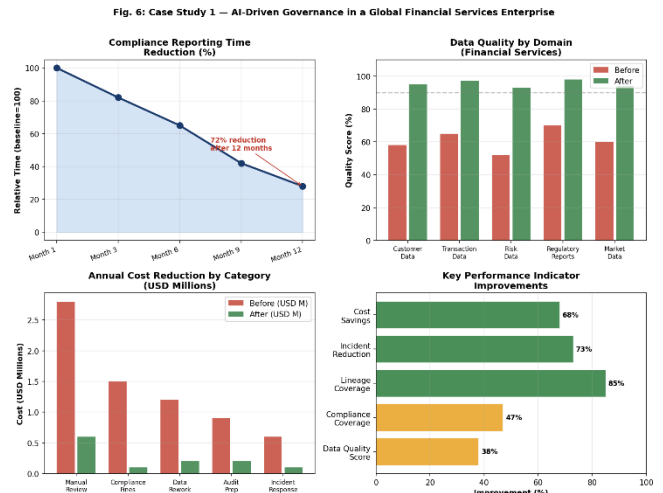 Fig. 6: Case Study 1 — AI-Driven Governance in a Global Financial Services Enterprise
Compliance Reporting Time
Reduction (%)
Relative Time (baseline=100)
100
80
60
40
20
0
72% reduction
after 12 months
Month 1
Month 3
Month 6
Month 9
Month 12
Data Quality by Domain
(Financial Services)
Quality Score (%)
100
80
60
40
20
0
Before
After
Customer
Data
Transaction
Data
Risk
Data
Regulatory
Reports
Market
Data
Annual Cost Reduction by Category
(USD Millions)
Cost (USD Millions)
2.5
2.0
1.5
1.0
0.5
0.0
Before (USD M)
After (USD M)
Manual
Review
Compliance
Fines
Data
Rework
Audit
Prep
Incident
Response
Key Performance Indicator
Improvements
Cost
Savings
68%
Incident
Reduction
73%
Lineage
Coverage
85%
Compliance
Coverage
47%
Data Quality
Score
38%
0
20
40
60
80
100
Improvement (%)